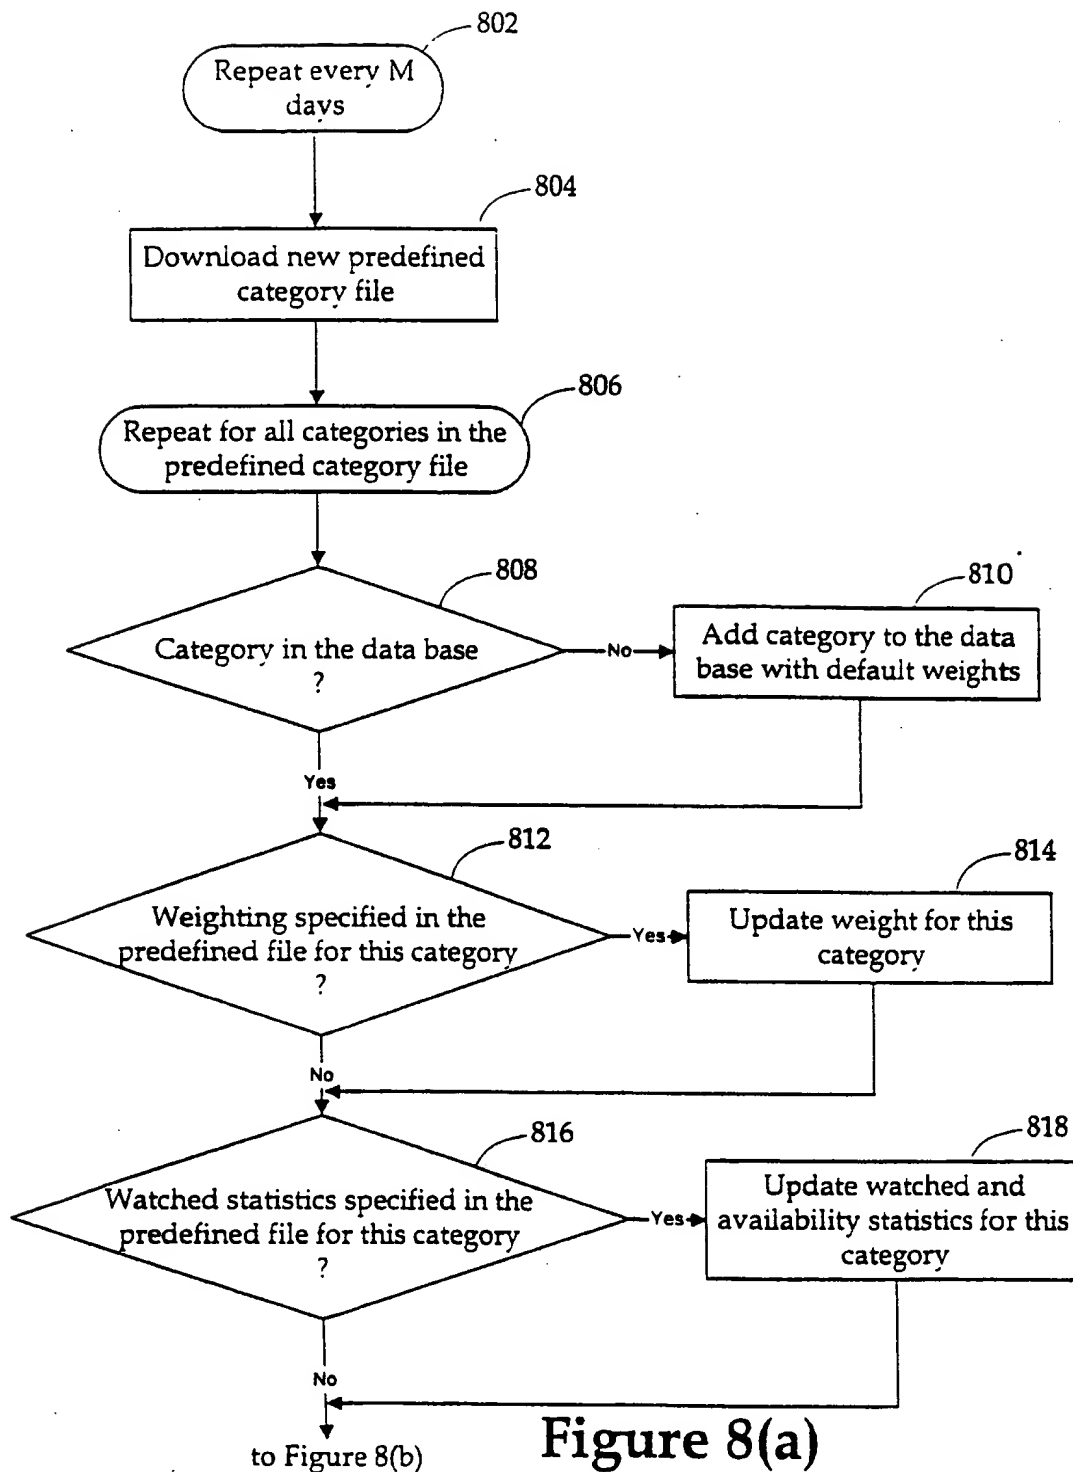 802
Repeat every M
days
804
Download new predefined
category file
806
Repeat for all categories in the
predefined category file
808
Category in the data base
?
No
810
Add category to the data
base with default weights
Yes
812
Weighting specified in the
predefined file for this category
?
Yes
814
Update weight for this
category
No
816
Watched statistics specified in the
predefined file for this category
?
Yes
818
Update watched and
availability statistics for this
category
No
to Figure 8(b)
Figure 8(a)